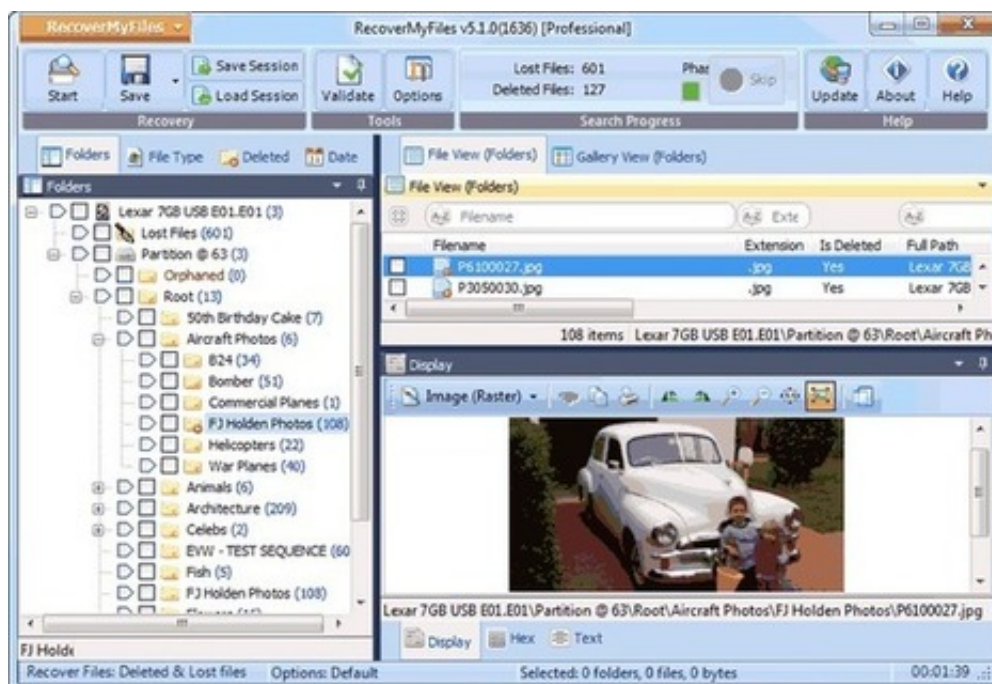 RecoverMyFiles
RecoverMyFiles v5.1.0(1636) [Professional]
Start
Save
Save Session
Load Session
Recovery
Validate
Options
Tools
Lost Files: 601
Deleted Files: 127
Phas
Skip
Search Progress
Update
About
Help
Help
Folders
File Type
Deleted
Date
Folders
Lexar 7GB USB E01.E01 (3)
Lost Files (601)
Partition @ 63 (3)
Orphaned (0)
Root (13)
50th Birthday Cake (7)
Aircraft Photos (6)
B24 (34)
Bomber (51)
Commercial Planes (1)
FJ Holden Photos (108)
Helicopters (22)
War Planes (40)
Animals (6)
Architecture (209)
Celebs (2)
EVW - TEST SEQUENCE (60
Fish (5)
FJ Holden Photos (108)
FJ Holde
File View (Folders)
Gallery View (Folders)
File View (Folders)
Filename
Exte
Filename Extension Is Deleted Full Path
P6100027.jpg .jpg Yes Lexar 7GB
P3050030.jpg .jpg Yes Lexar 7GB
108 items Lexar 7GB USB E01.E01\Partition @ 63\Root\Aircraft Ph
Display
Image (Raster)
Lexar 7GB USB E01.E01\Partition @ 63\Root\Aircraft Photos\FJ Holden Photos\P6100027.jpg
Display
Hex
Text
Recover Files: Deleted & Lost files Options: Default Selected: 0 folders, 0 files, 0 bytes 00:01:39